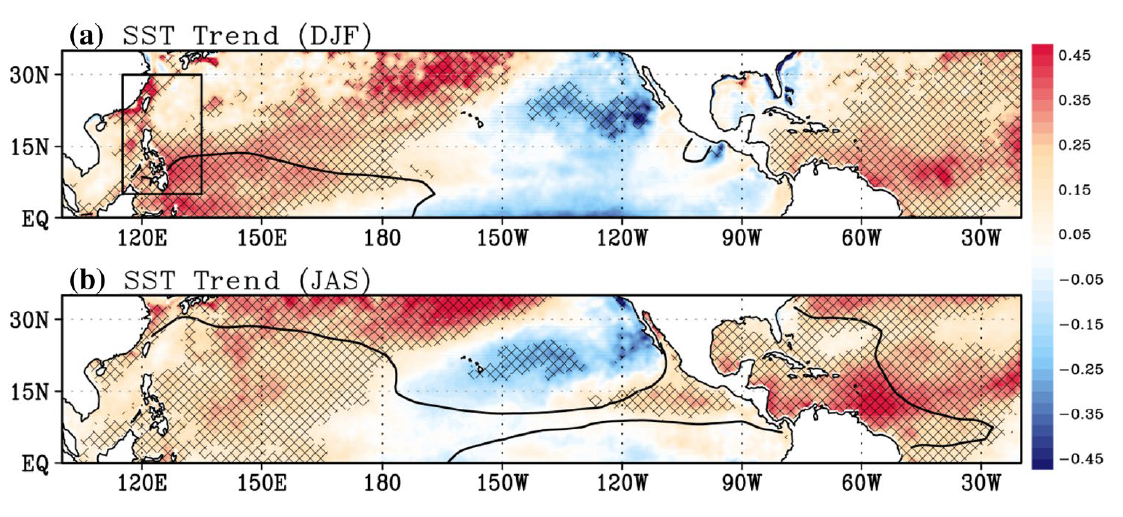 (a) SST Trend (DJF)
30N
15N
EQ
120E 150E 180 150W 120W 90W 60W 30W
(b) SST Trend (JAS)
30N
15N
EQ
120E 150E 180 150W 120W 90W 60W 30W
0.45
0.35
0.25
0.15
0.05
−0.05
−0.15
−0.25
−0.35
−0.45